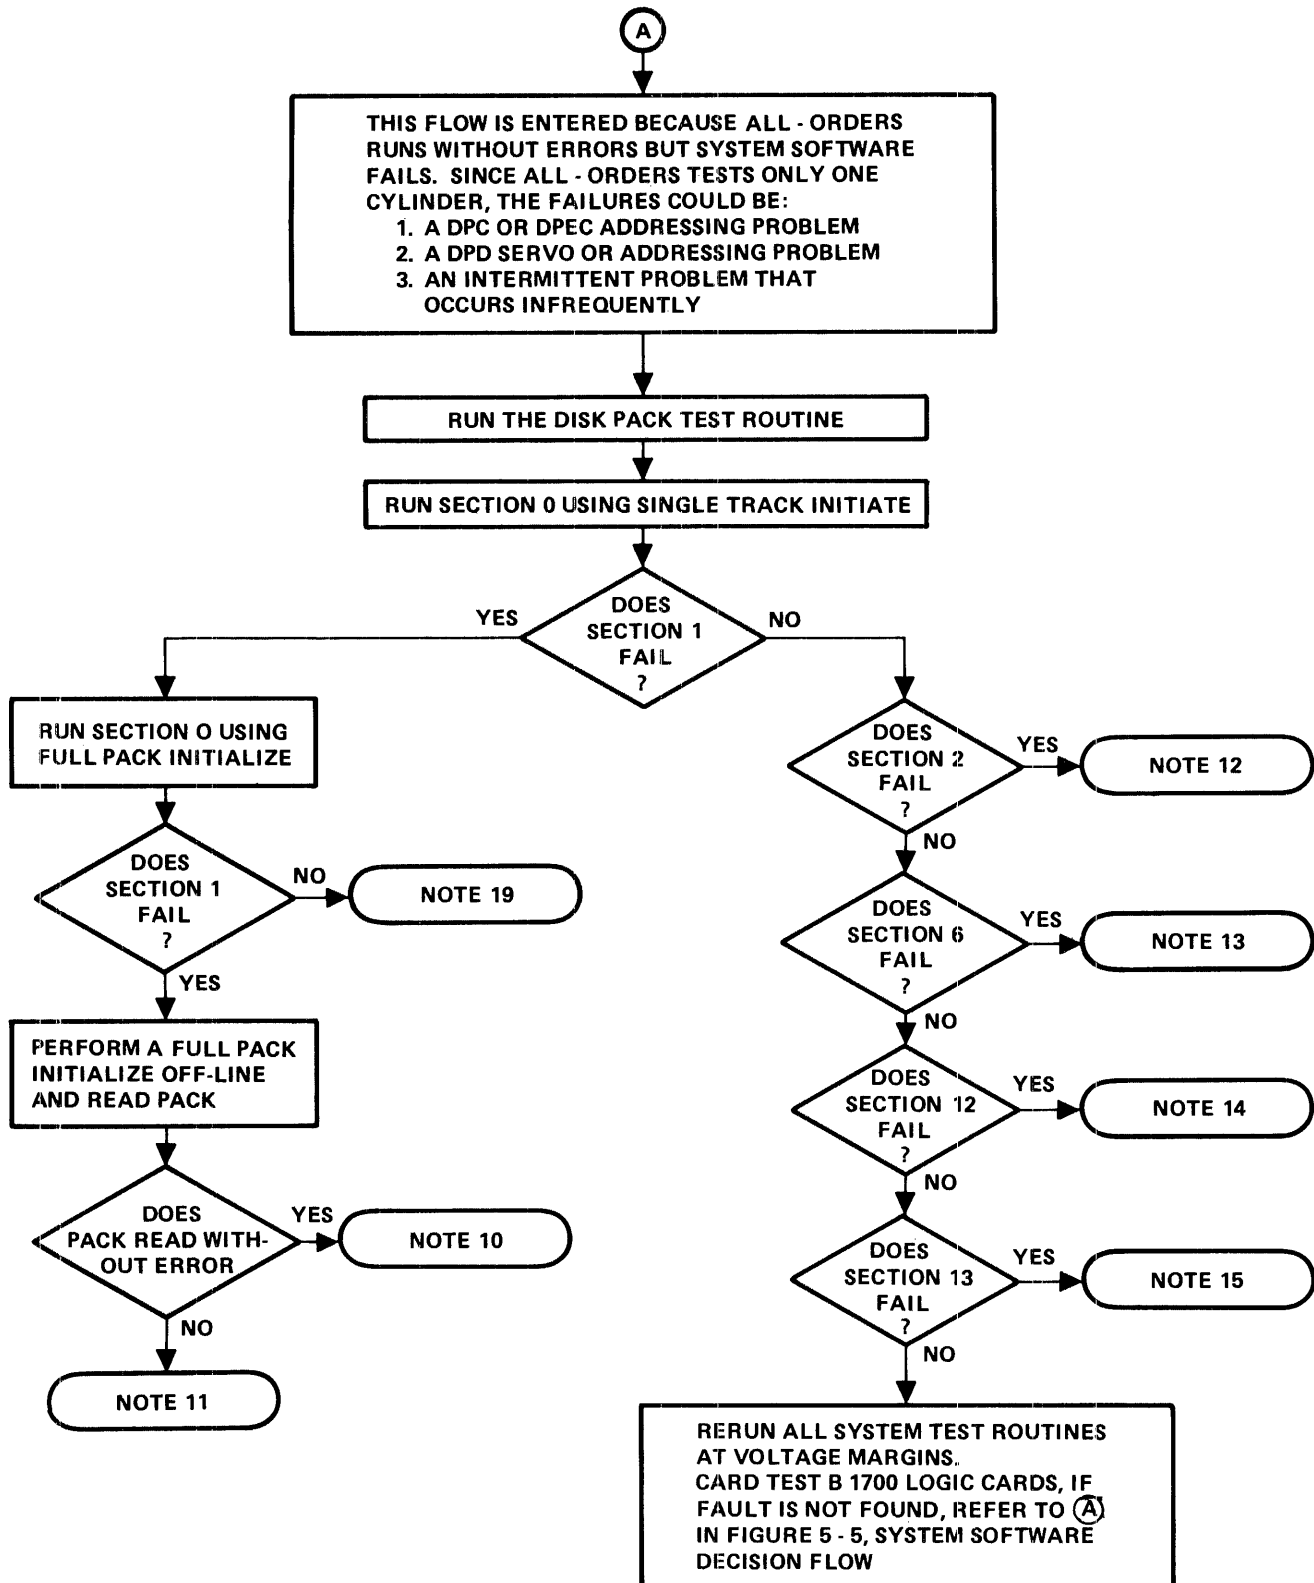 A
THIS FLOW IS ENTERED BECAUSE ALL - ORDERS
RUNS WITHOUT ERRORS BUT SYSTEM SOFTWARE
FAILS. SINCE ALL - ORDERS TESTS ONLY ONE
CYLINDER, THE FAILURES COULD BE:
1. A DPC OR DPEC ADDRESSING PROBLEM
2. A DPD SERVO OR ADDRESSING PROBLEM
3. AN INTERMITTENT PROBLEM THAT
OCCURS INFREQUENTLY
RUN THE DISK PACK TEST ROUTINE
RUN SECTION 0 USING SINGLE TRACK INITIATE
DOES
SECTION 1
FAIL
?
YES
NO
RUN SECTION O USING
FULL PACK INITIALIZE
DOES
SECTION 1
FAIL
?
NO
NOTE 19
YES
PERFORM A FULL PACK
INITIALIZE OFF-LINE
AND READ PACK
DOES
PACK READ WITH-
OUT ERROR
YES
NOTE 10
NO
NOTE 11
DOES
SECTION 2
FAIL
?
YES
NOTE 12
NO
DOES
SECTION 6
FAIL
?
YES
NOTE 13
NO
DOES
SECTION 12
FAIL
?
YES
NOTE 14
NO
DOES
SECTION 13
FAIL
?
YES
NOTE 15
NO
RERUN ALL SYSTEM TEST ROUTINES
AT VOLTAGE MARGINS.
CARD TEST B 1700 LOGIC CARDS, IF
FAULT IS NOT FOUND, REFER TO A
IN FIGURE 5 - 5, SYSTEM SOFTWARE
DECISION FLOW